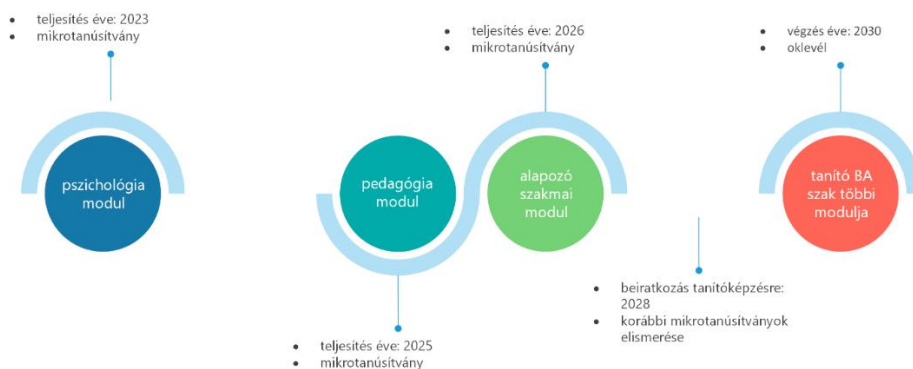 • teljesítés éve: 2023
• mikrotanúsítvány
pszichológia
modul
pedagógia
modul
• teljesítés éve: 2025
• mikrotanúsítvány
• teljesítés éve: 2026
• mikrotanúsítvány
alapozó
szakmai
modul
• beiratkozás tanítóképzésre:
2028
• korábbi mikrotanúsítványok
elismerése
• végzés éve: 2030
• oklevél
tanító BA
szak többi
modulja